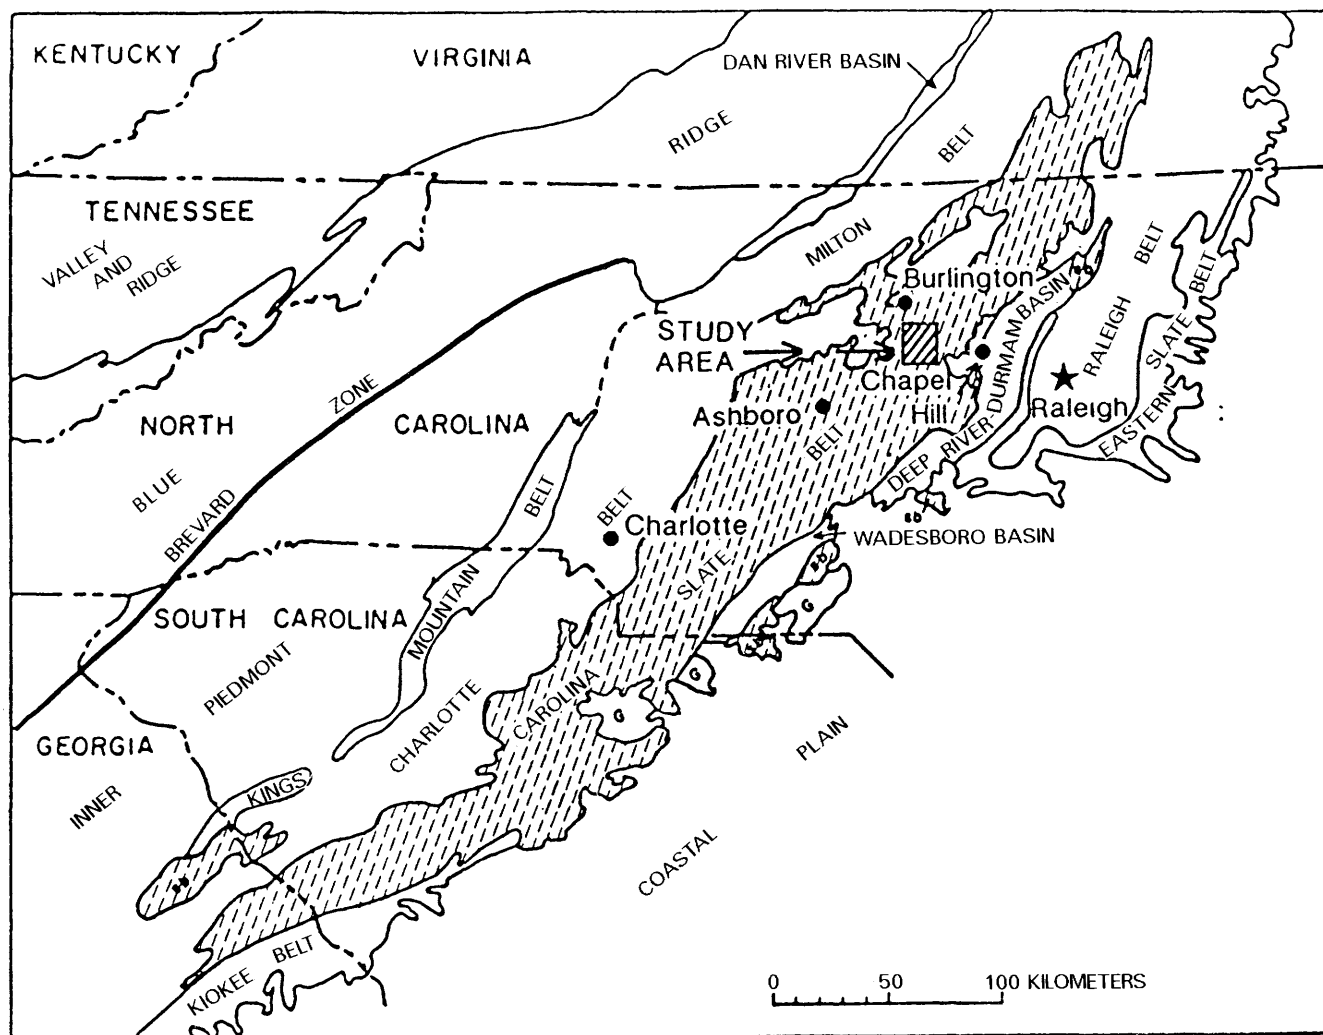 KENTUCKY
VIRGINIA
DAN RIVER BASIN
RIDGE
BELT
TENNESSEE
VALLEY
AND
RIDGE
MILTON
BELT
Burlington
STUDY
AREA
Chapel
Hill
DEEP RIVER-DURMAM BASIN
RALEIGH
BELT
Raleigh
EASTERN
SLATE
BELT
NORTH
CAROLINA
ZONE
BREVARD
BLUE
Ashboro
BELT
BELT
BELT
Charlotte
WADESBORO BASIN
SLATE
SOUTH CAROLINA
MOUNTAIN
PIEDMONT
CHARLOTTE
CAROLINA
G
G
G
PLAIN
GEORGIA
INNER
KINGS
COASTAL
KIOKEE BELT
0 50 100 KILOMETERS